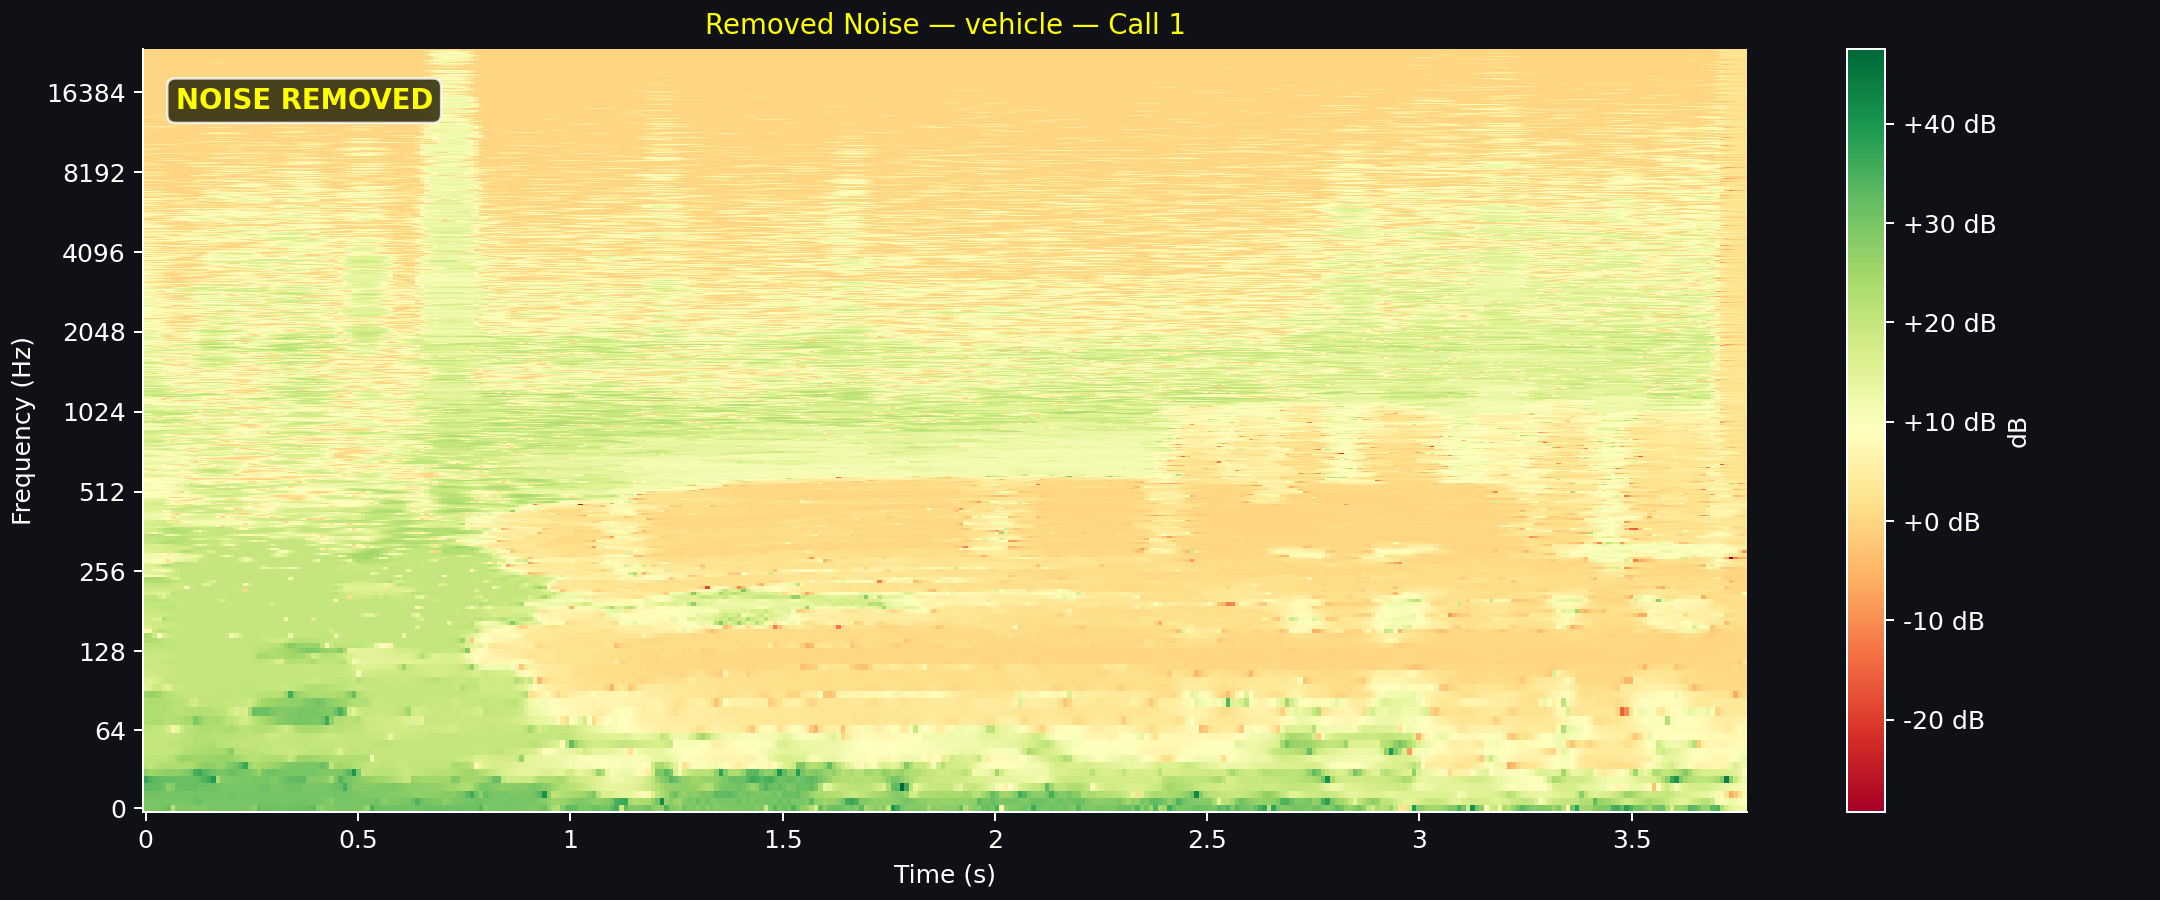 Removed Noise — vehicle — Call 1
NOISE REMOVED
Frequency (Hz)
16384
8192
4096
2048
1024
512
256
128
64
0
0 0.5 1 1.5 2 2.5 3 3.5
Time (s)
+40 dB
+30 dB
+20 dB
+10 dB
+0 dB
-10 dB
-20 dB
dB